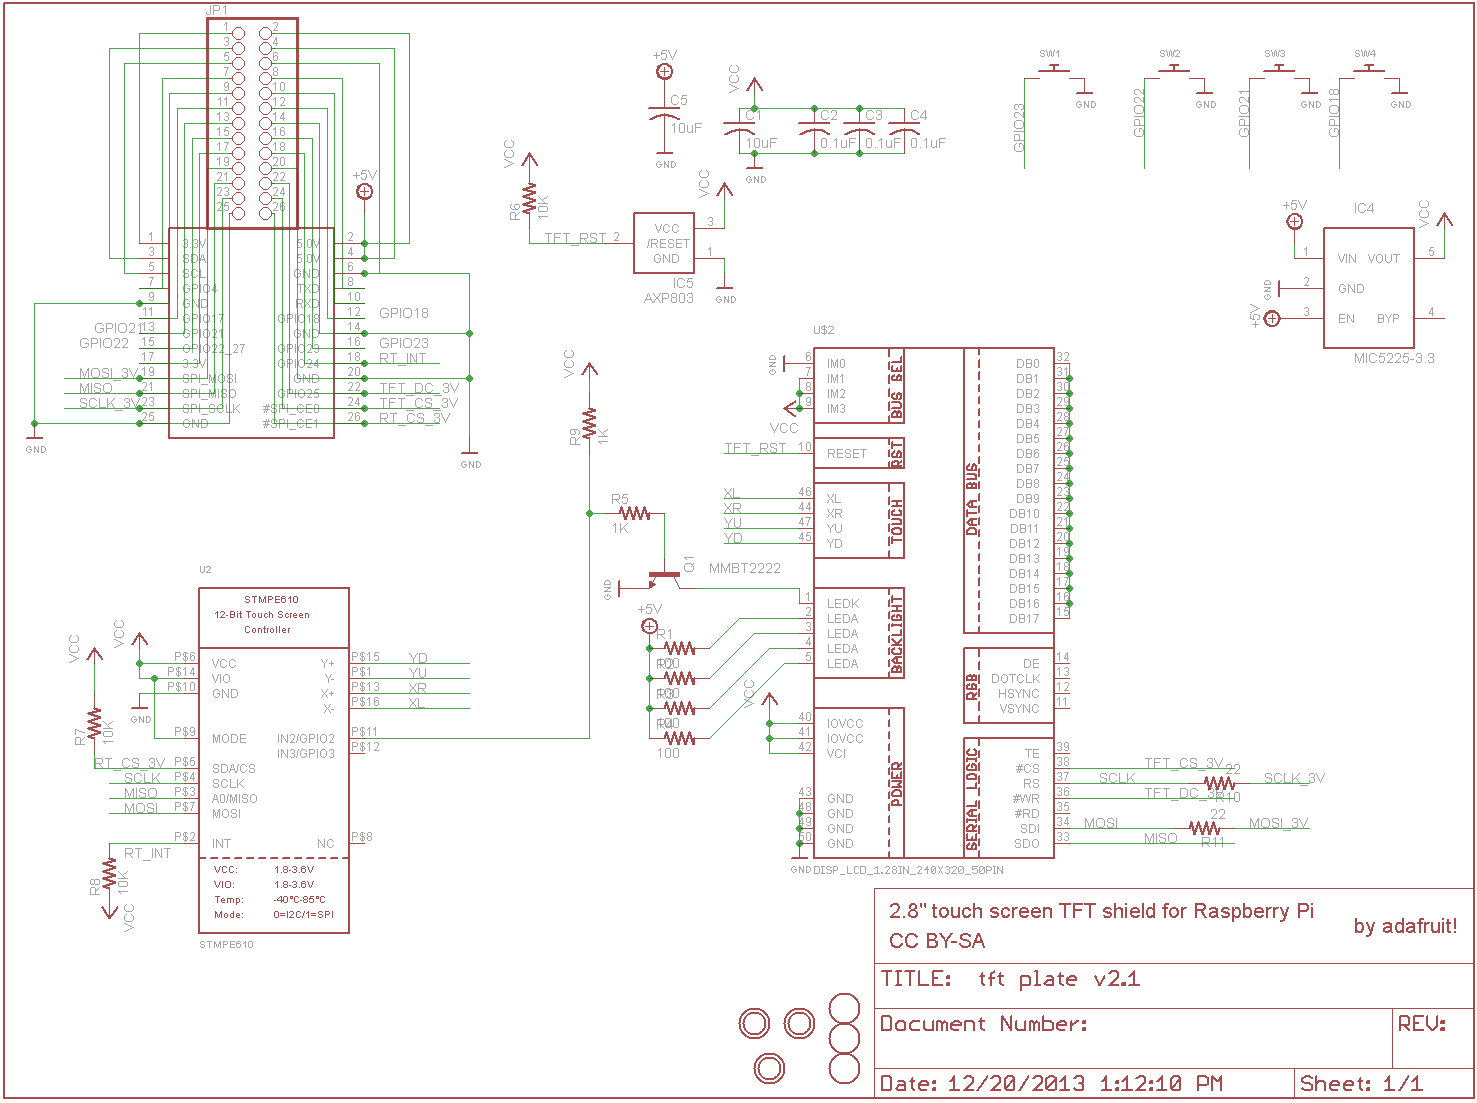 JP1
1 2
3 4
5 6
7 8
9 10
11 12
13 14
15 16
17 18
19 20
21 22
23 24
25 26
+5V
1 3.3V 5.0V 2
3 SDA 5.0V 4
5 SCL GND 6
7 GPIO4 TXD 8
9 GND RXD 10
11 GPIO17 GPIO18 12 GPIO18
GPIO21 13 GPIO21 GND 14
GPIO22 15 GPIO22_27 GPIO23 16 GPIO23
17 3.3V GPIO24 18 RT_INT
MOSI_3V 19 SPI_MOSI GND 20
MISO 21 SPI_MISO GPIO25 22 TFT_DC_3V
SCLK_3V 23 SPI_SCLK #SPI_CE0 24 TFT_CS_3V
25 GND #SPI_CE1 26 RT_CS_3V
GND
GND
+5V
C5
10uF
GND
VCC
C1 C2 C3 C4
10uF 0.1uF 0.1uF 0.1uF
GND
SW1 SW2 SW3 SW4
GND GND GND GND
GPIO23 GPIO22 GPIO21 GPIO18
VCC
R6
10K
VCC
TFT_RST 2
VCC 3
/RESET
GND 1
IC5
AXP803
GND
+5V
IC4
VCC
1 VIN VOUT 5
GND 2 GND
+5V 3 EN BYP 4
MIC5225-3.3
VCC
R9
1K
R5
1K
Q1
MMBT2222
GND
+5V
R1
100
R2
100
R3
100
R4
100
U$2
GND 6 IM0
7 IM1
8 IM2
9 IM3
VCC
BUS SEL
TFT_RST 10 RESET
RST
XL 46 XL
XR 44 XR
YU 47 YU
YD 45 YD
TOUCH
1 LEDK
2 LEDA
3 LEDA
4 LEDA
5 LEDA
BACKLIGHT
VCC
40 IOVCC
41 IOVCC
42 VCI
43 GND
48 GND
49 GND
50 GND
POWER
GND
DATA BUS
DB0 32
DB1 31
DB2 30
DB3 29
DB4 28
DB5 27
DB6 26
DB7 25
DB8 24
DB9 23
DB10 22
DB11 21
DB12 20
DB13 19
DB14 18
DB15 17
DB16 16
DB17 15
RGB
DE 14
DOTCLK 13
HSYNC 12
VSYNC 11
SERIAL LOGIC
TE 39
#CS 38 TFT_CS_3V
RS 37 SCLK 22 SCLK_3V
#WR 36 TFT_DC_3V R10
#RD 35
SDI 34 MOSI 22 MOSI_3V
SDO 33 MISO R11
DISP_LCD_1.28IN_240X320_50PIN
U2
STMPE610
12-Bit Touch Screen
Controller
VCC
VCC
P$6 VCC Y+ P$15 YD
P$14 VIO Y- P$1 YU
P$10 GND X+ P$13 XR
GND X- P$16 XL
R7
10K
P$9 MODE IN2/GPIO2 P$11
IN3/GPIO3 P$12
RT_CS_3V P$5 SDA/CS
SCLK P$4 SCLK
MISO P$3 A0/MISO
MOSI P$7 MOSI
P$2 INT NC P$8
RT_INT
R8
10K
VCC
VCC: 1.8-3.6V
VIO: 1.8-3.6V
Temp: -40°C-85°C
Mode: 0=I2C/1=SPI
STMPE610
2.8" touch screen TFT shield for Raspberry Pi
CC BY-SA
by adafruit!
TITLE: tft plate v2.1
Document Number:
REV:
Date: 12/20/2013 1:12:10 PM
Sheet: 1/1